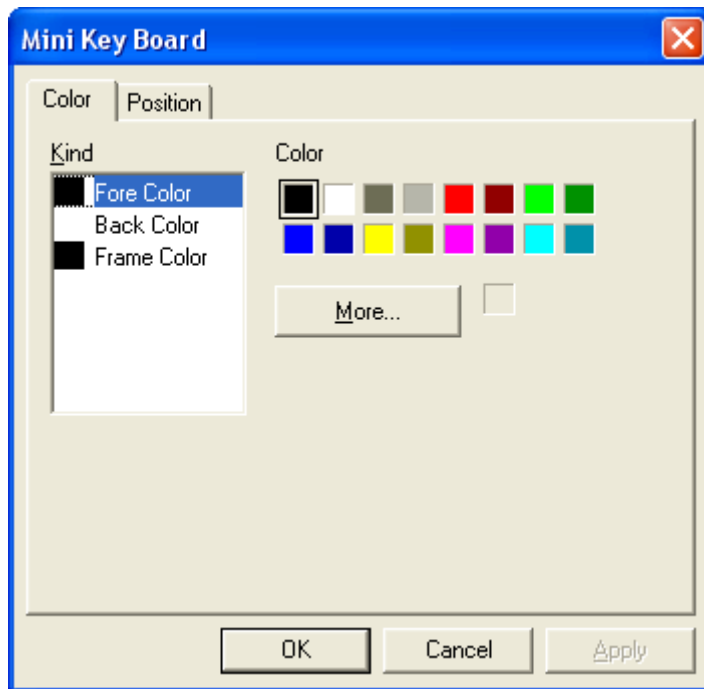 Mini Key Board
Color Position
Kind Color
Fore Color
Back Color
Frame Color
More...
OK Cancel Apply